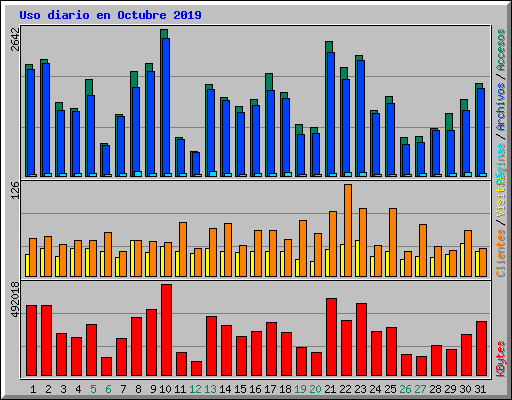 Uso diario en Octubre 2019
2642
126
492018
Páginas / Archivos / Accesos
Clientes / Visitas
KBytes
1 2 3 4 5 6 7 8 9 10 11 12 13 14 15 16 17 18 19 20 21 22 23 24 25 26 27 28 29 30 31